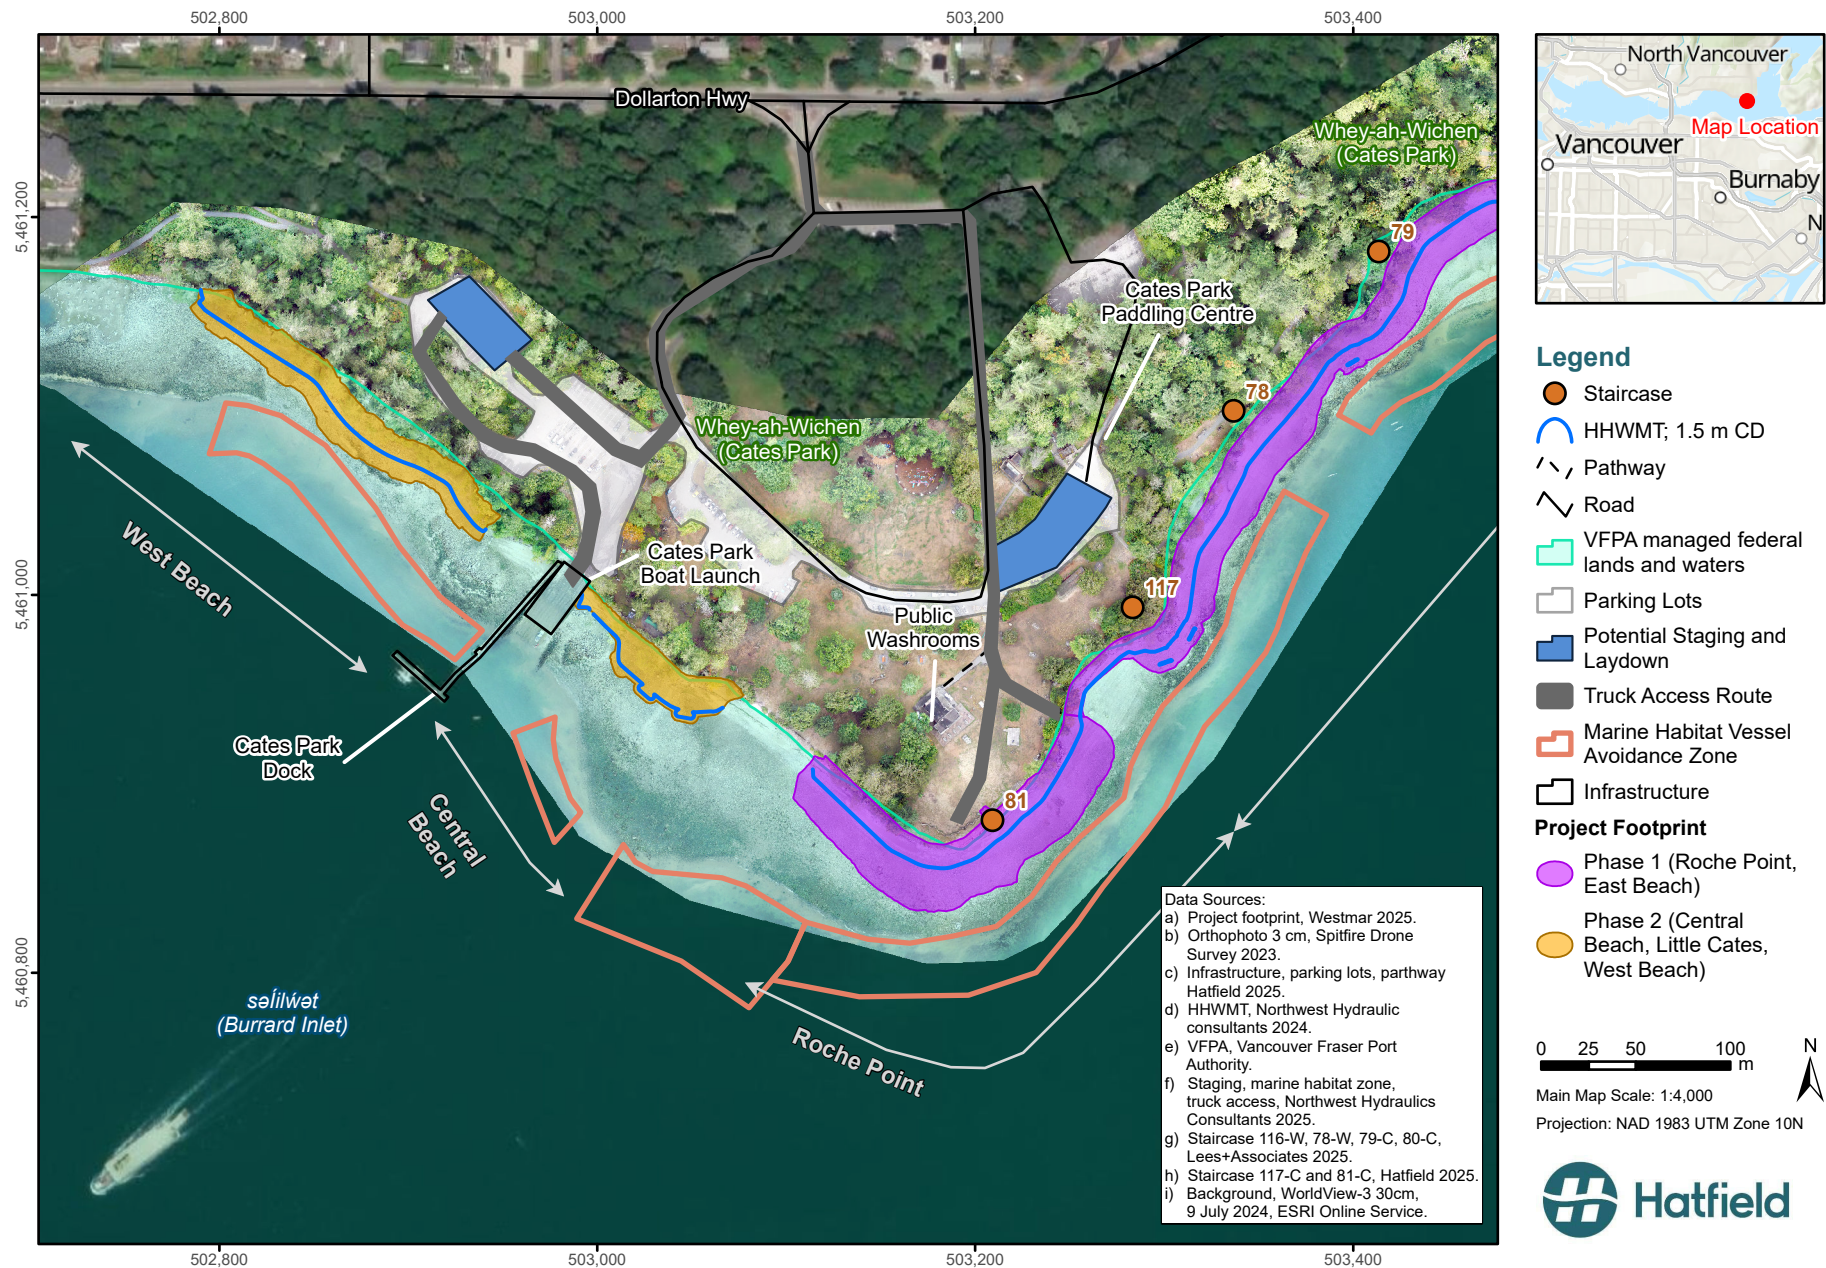 502,800
503,000
503,200
503,400
5,461,200
5,461,000
5,460,800
Dollarton Hwy
Whey-ah-Wichen
(Cates Park)
79
Cates Park
Paddling Centre
78
Whey-ah-Wichen
(Cates Park)
West Beach
Cates Park
Boat Launch
117
Public
Washrooms
Cates Park
Dock
Central
Beach
81
Roche Point
səl̓ilw̓ət
(Burrard Inlet)
Data Sources:
a) Project footprint, Westmar 2025.
b) Orthophoto 3 cm, Spitfire Drone
Survey 2023.
c) Infrastructure, parking lots, parthway
Hatfield 2025.
d) HHWMT, Northwest Hydraulic
consultants 2024.
e) VFPA, Vancouver Fraser Port
Authority.
f) Staging, marine habitat zone,
truck access, Northwest Hydraulics
Consultants 2025.
g) Staircase 116-W, 78-W, 79-C, 80-C,
Lees+Associates 2025.
h) Staircase 117-C and 81-C, Hatfield 2025.
i) Background, WorldView-3 30cm,
9 July 2024, ESRI Online Service.
502,800
503,000
503,200
503,400
North Vancouver
Map Location
Vancouver
Burnaby
N
Legend
Staircase
HHWMT; 1.5 m CD
Pathway
Road
VFPA managed federal
lands and waters
Parking Lots
Potential Staging and
Laydown
Truck Access Route
Marine Habitat Vessel
Avoidance Zone
Infrastructure
Project Footprint
Phase 1 (Roche Point,
East Beach)
Phase 2 (Central
Beach, Little Cates,
West Beach)
0 25 50 100
m
N
Main Map Scale: 1:4,000
Projection: NAD 1983 UTM Zone 10N
Hatfield